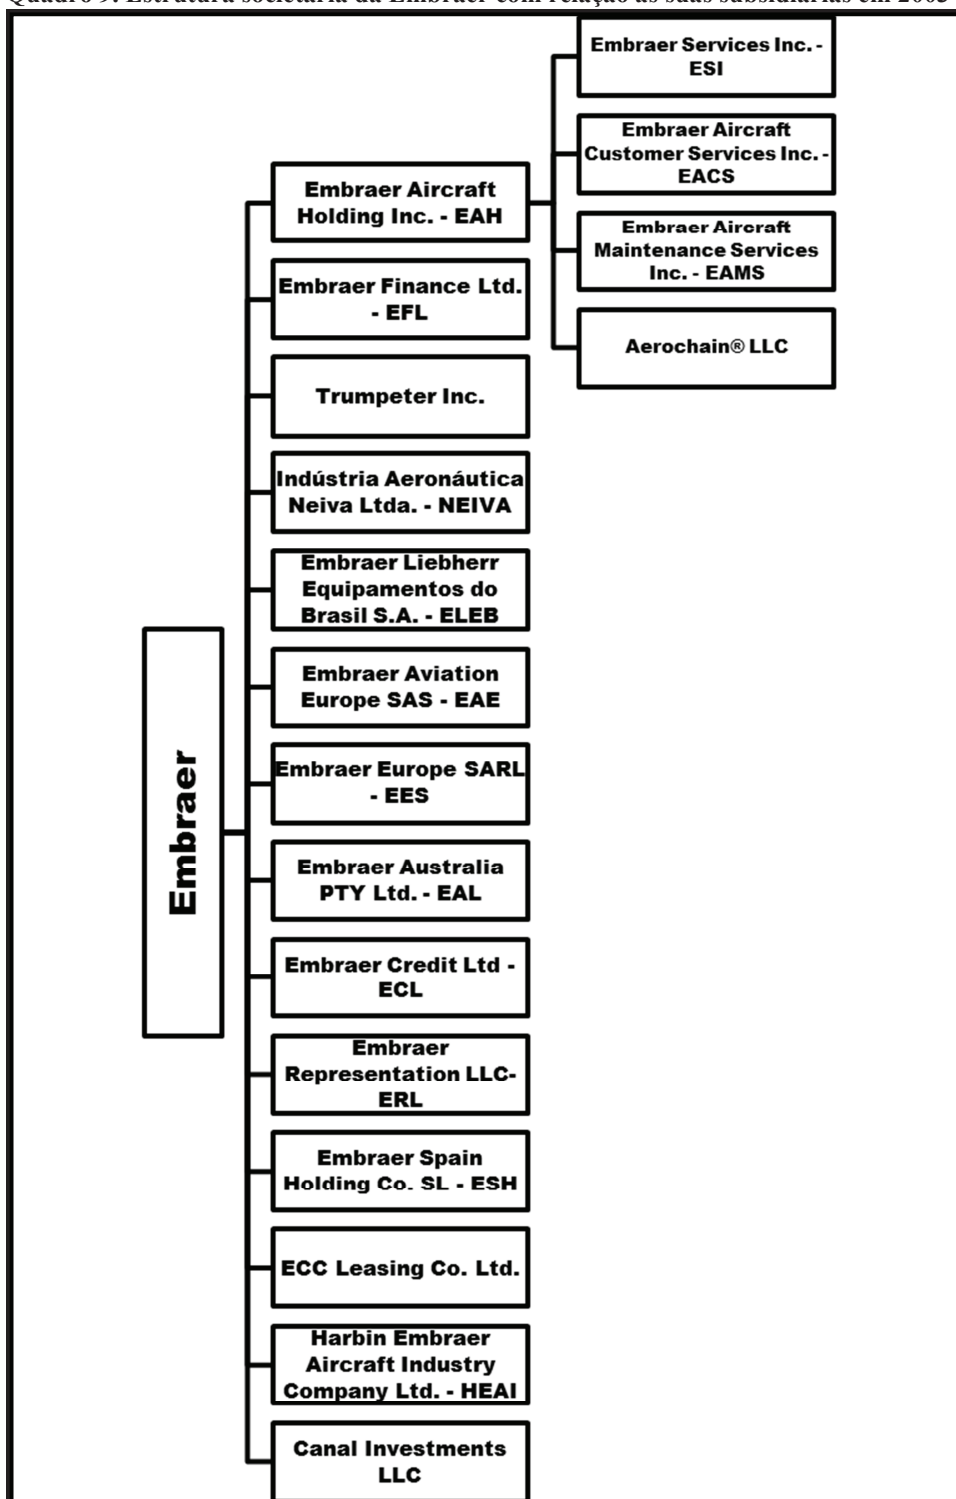 Quadro 9. Estrutura societária da Embraer com relação às suas subsidiárias em
Embraer
Embraer Aircraft
Holding Inc. - EAH
Embraer Services Inc. -
ESI
Embraer Aircraft
Customer Services Inc. -
EACS
Embraer Aircraft
Maintenance Services
Inc. - EAMS
Aerochain® LLC
Embraer Finance Ltd.
- EFL
Trumpeter Inc.
Indústria Aeronáutica
Neiva Ltda. - NEIVA
Embraer Liebherr
Equipamentos do
Brasil S.A. - ELEB
Embraer Aviation
Europe SAS - EAE
Embraer Europe SARL
- EES
Embraer Australia
PTY Ltd. - EAL
Embraer Credit Ltd -
ECL
Embraer
Representation LLC-
ERL
Embraer Spain
Holding Co. SL - ESH
ECC Leasing Co. Ltd.
Harbin Embraer
Aircraft Industry
Company Ltd. - HEAI
Canal Investments
LLC